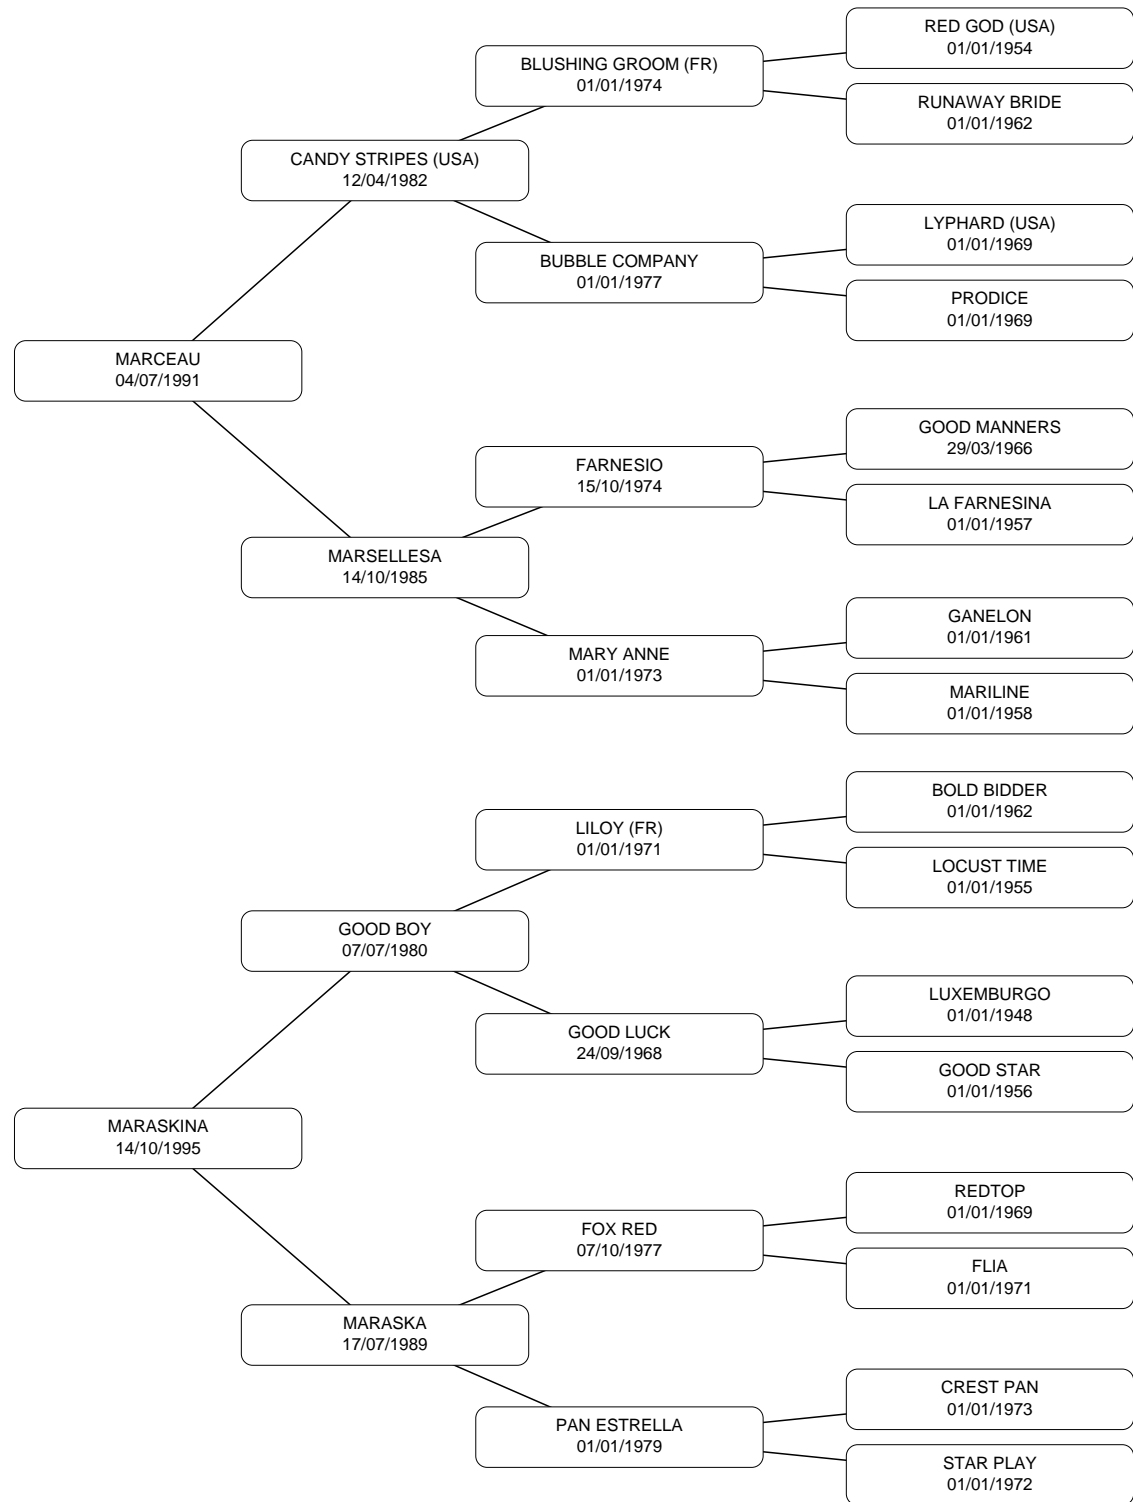 RED GOD (USA)
01/01/1954
BLUSHING GROOM (FR)
01/01/1974
RUNAWAY BRIDE
01/01/1962
CANDY STRIPES (USA)
12/04/1982
LYPHARD (USA)
01/01/1969
BUBBLE COMPANY
01/01/1977
PRODICE
01/01/1969
MARCEAU
04/07/1991
GOOD MANNERS
29/03/1966
FARNESIO
15/10/1974
LA FARNESINA
01/01/1957
MARSELLESA
14/10/1985
GANELON
01/01/1961
MARY ANNE
01/01/1973
MARILINE
01/01/1958
BOLD BIDDER
01/01/1962
LILOY (FR)
01/01/1971
LOCUST TIME
01/01/1955
GOOD BOY
07/07/1980
LUXEMBURGO
01/01/1948
GOOD LUCK
24/09/1968
GOOD STAR
01/01/1956
MARASKINA
14/10/1995
REDTOP
01/01/1969
FOX RED
07/10/1977
FLIA
01/01/1971
MARASKA
17/07/1989
CREST PAN
01/01/1973
PAN ESTRELLA
01/01/1979
STAR PLAY
01/01/1972